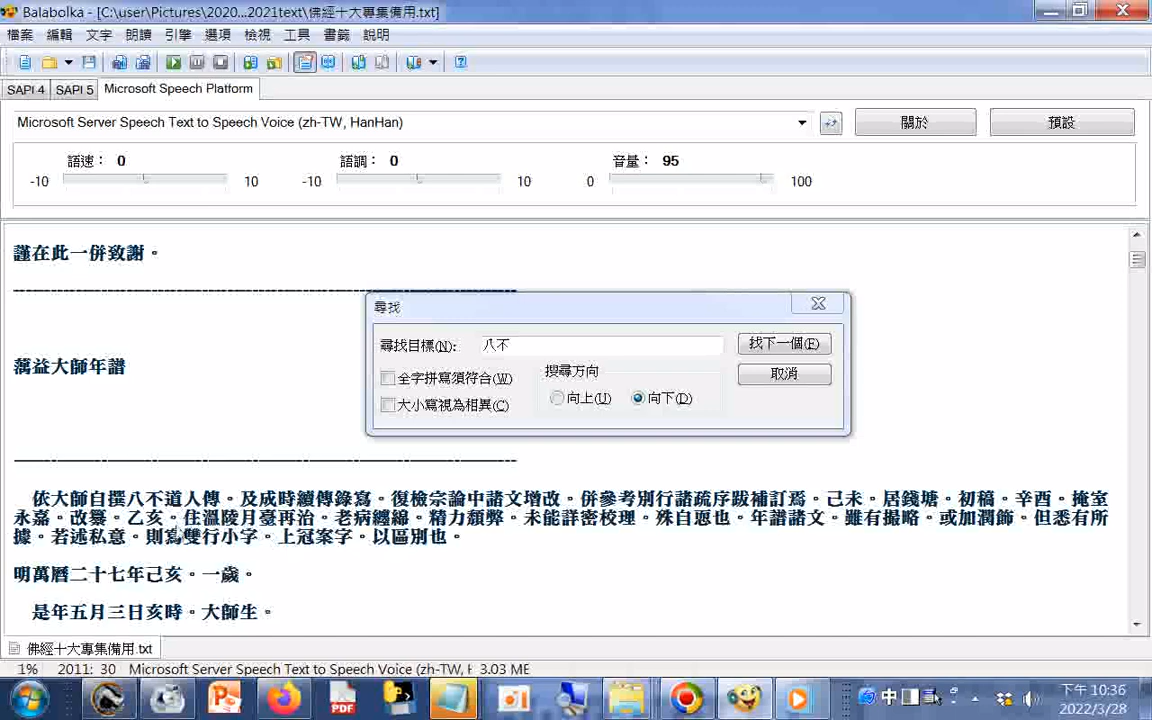 Balabolka - [C:\user\Pictures\2020...2021text\佛經十大專集備用.txt]
檔案 編輯 文字 朗讀 引擎 選項 檢視 工具 書籤 說明
SAPI 4 SAPI 5 Microsoft Speech Platform
Microsoft Server Speech Text to Speech Voice (zh-TW, HanHan) 關於 預設
語速： 0 語調： 0 音量： 95
-10 10 -10 10 0 100
謹在此一併致謝。
蕅益大師年譜
尋找
尋找目標(N): 八不 找下一個(F)
全字拼寫須符合(W) 搜尋方向 取消
大小寫視為相異(C) 向上(U) 向下(D)
依大師自撰八不道人傳。及成時續傳錄寫。復檢宗論中諸文增改。併參考別行諸疏序跋補訂焉。己未。居錢塘。初稿。辛酉。掩室
永嘉。改纂。乙亥。住溫陵月臺再治。老病纏綿。精力頹弊。未能詳密校理。殊自恧也。年譜諸文。雖有撮略。或加潤飾。但悉有所
據。若述私意。則寫雙行小字。上冠案字。以區別也。
明萬曆二十七年己亥。一歲。
是年五月三日亥時。大師生。
佛經十大專集備用.txt
1% 2011: 30 Microsoft Server Speech Text to Speech Voice (zh-TW, H 3.03 MB
PDF 中 下午 10:36
2022/3/28